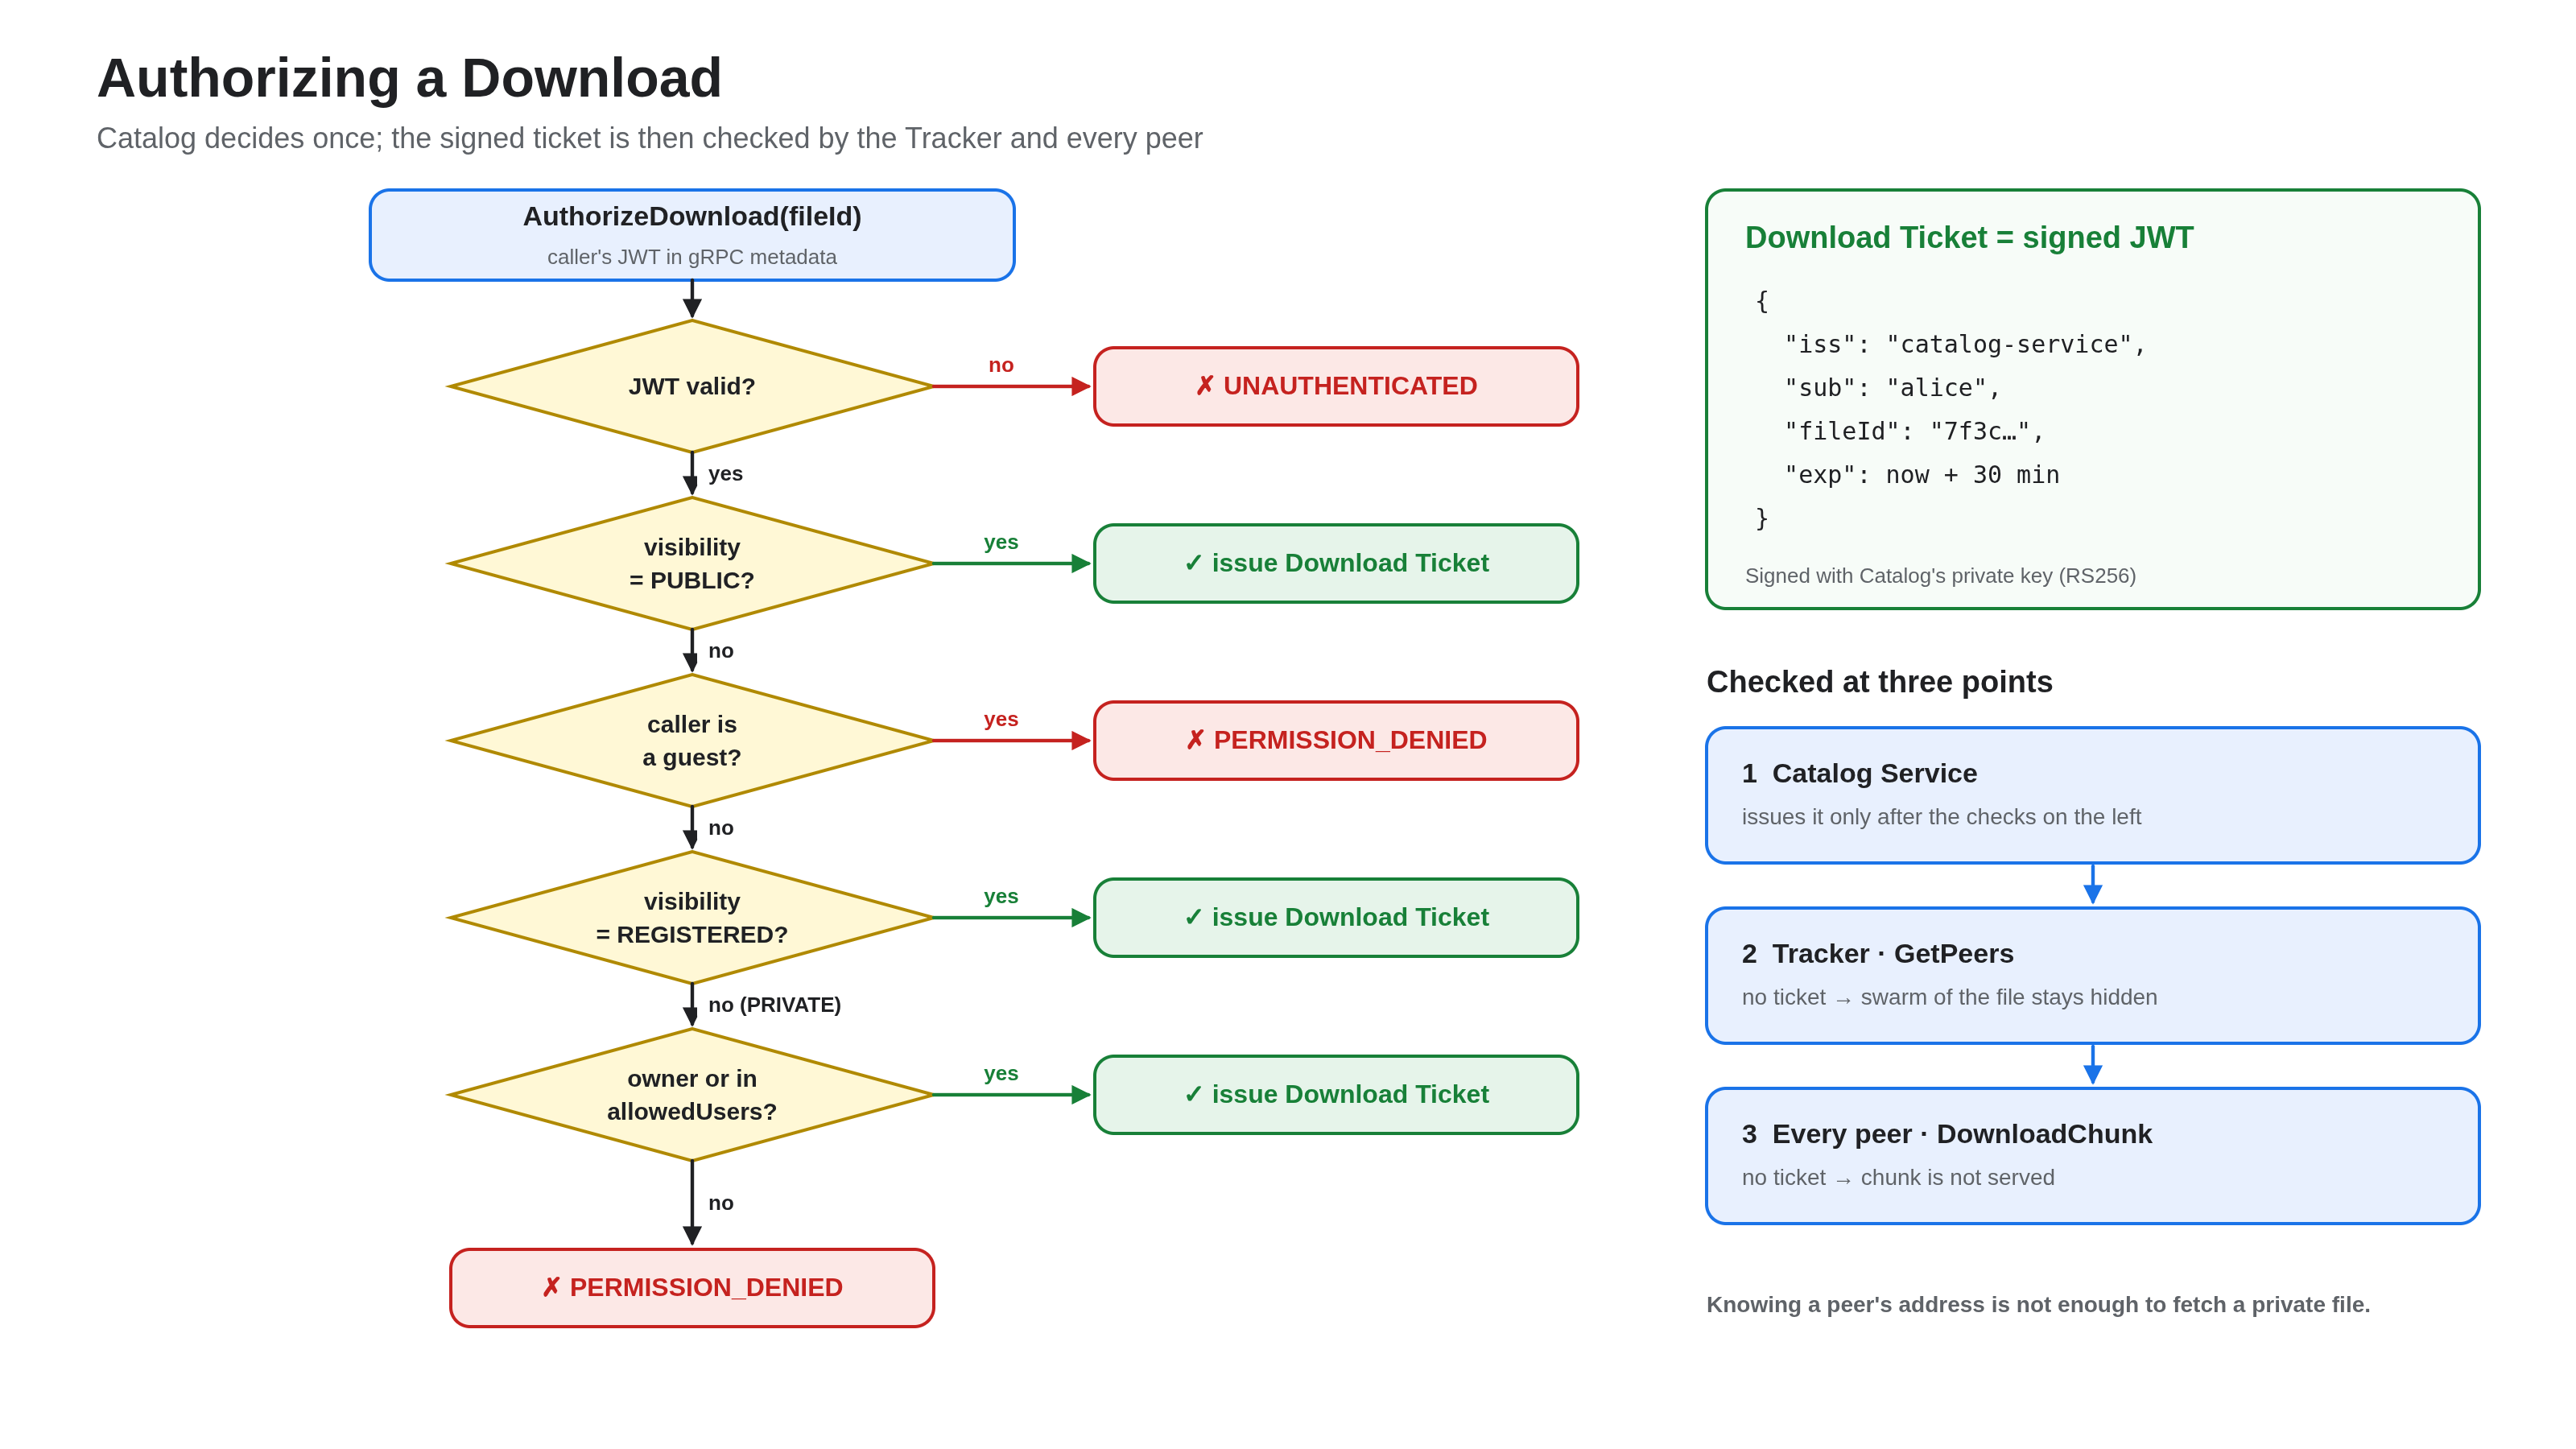 Authorizing a Download
Catalog decides once; the signed ticket is then checked by the Tracker and every peer
AuthorizeDownload(fileId)
caller's JWT in gRPC metadata
JWT valid?
no
✗ UNAUTHENTICATED
yes
visibility
= PUBLIC?
yes
✓ issue Download Ticket
no
caller is
a guest?
yes
✗ PERMISSION_DENIED
no
visibility
= REGISTERED?
yes
✓ issue Download Ticket
no (PRIVATE)
owner or in
allowedUsers?
yes
✓ issue Download Ticket
no
✗ PERMISSION_DENIED
Download Ticket = signed JWT
{
"iss": "catalog-service",
"sub": "alice",
"fileId": "7f3c…",
"exp": now + 30 min
}
Signed with Catalog's private key (RS256)
Checked at three points
1 Catalog Service
issues it only after the checks on the left
2 Tracker · GetPeers
no ticket → swarm of the file stays hidden
3 Every peer · DownloadChunk
no ticket → chunk is not served
Knowing a peer's address is not enough to fetch a private file.